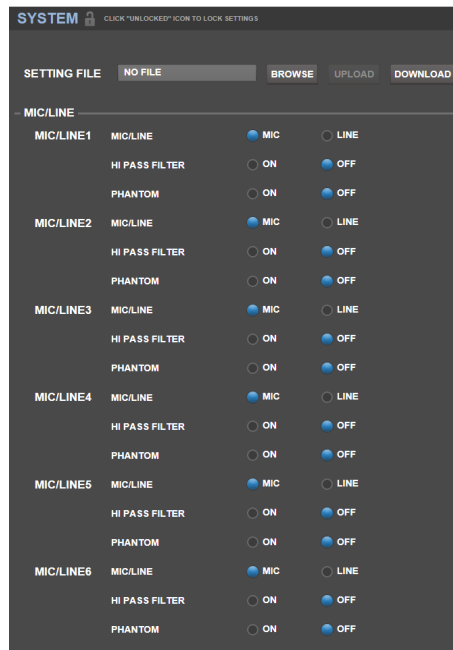 SYSTEM CLICK "UNLOCKED" ICON TO LOCK SETTINGS
SETTING FILE NO FILE BROWSE UPLOAD DOWNLOAD
MIC/LINE
MIC/LINE1 MIC/LINE MIC LINE
HI PASS FILTER ON OFF
PHANTOM ON OFF
MIC/LINE2 MIC/LINE MIC LINE
HI PASS FILTER ON OFF
PHANTOM ON OFF
MIC/LINE3 MIC/LINE MIC LINE
HI PASS FILTER ON OFF
PHANTOM ON OFF
MIC/LINE4 MIC/LINE MIC LINE
HI PASS FILTER ON OFF
PHANTOM ON OFF
MIC/LINE5 MIC/LINE MIC LINE
HI PASS FILTER ON OFF
PHANTOM ON OFF
MIC/LINE6 MIC/LINE MIC LINE
HI PASS FILTER ON OFF
PHANTOM ON OFF